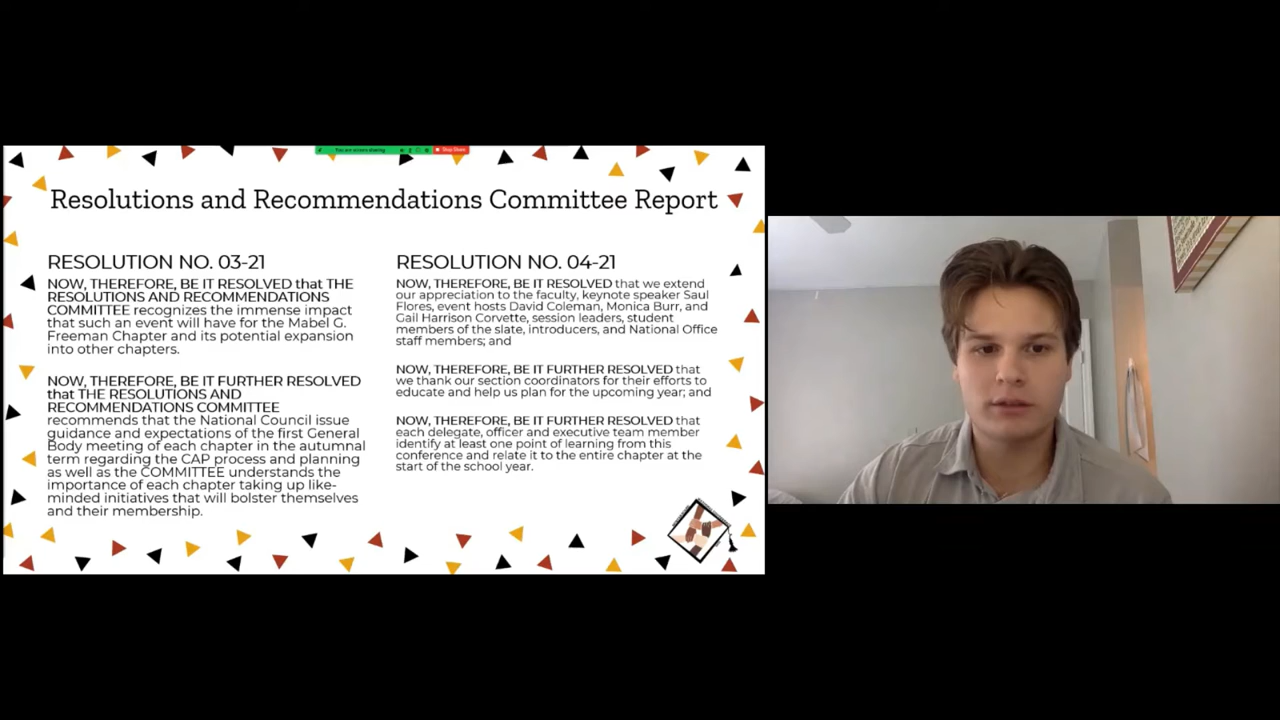 You are screen sharing
Stop Share
Resolutions and Recommendations Committee Report
RESOLUTION NO. 03-21
NOW, THEREFORE, BE IT RESOLVED that THE
RESOLUTIONS AND RECOMMENDATIONS
COMMITTEE recognizes the immense impact
that such an event will have for the Mabel G.
Freeman Chapter and its potential expansion
into other chapters.
NOW, THEREFORE, BE IT FURTHER RESOLVED
that THE RESOLUTIONS AND
RECOMMENDATIONS COMMITTEE
recommends that the National Council issue
guidance and expectations of the first General
Body meeting of each chapter in the autumnal
term regarding the CAP process and planning
as well as the COMMITTEE understands the
importance of each chapter taking up like-
minded initiatives that will bolster themselves
and their membership.
RESOLUTION NO. 04-21
NOW, THEREFORE, BE IT RESOLVED that we extend
our appreciation to the faculty, keynote speaker Saul
Flores, event hosts David Coleman, Monica Burr, and
Gail Harrison Corvette, session leaders, student
members of the slate, introducers, and National Office
staff members; and
NOW, THEREFORE, BE IT FURTHER RESOLVED that
we thank our section coordinators for their efforts to
educate and help us plan for the upcoming year; and
NOW, THEREFORE, BE IT FURTHER RESOLVED that
each delegate, officer and executive team member
identify at least one point of learning from this
conference and relate it to the entire chapter at the
start of the school year.